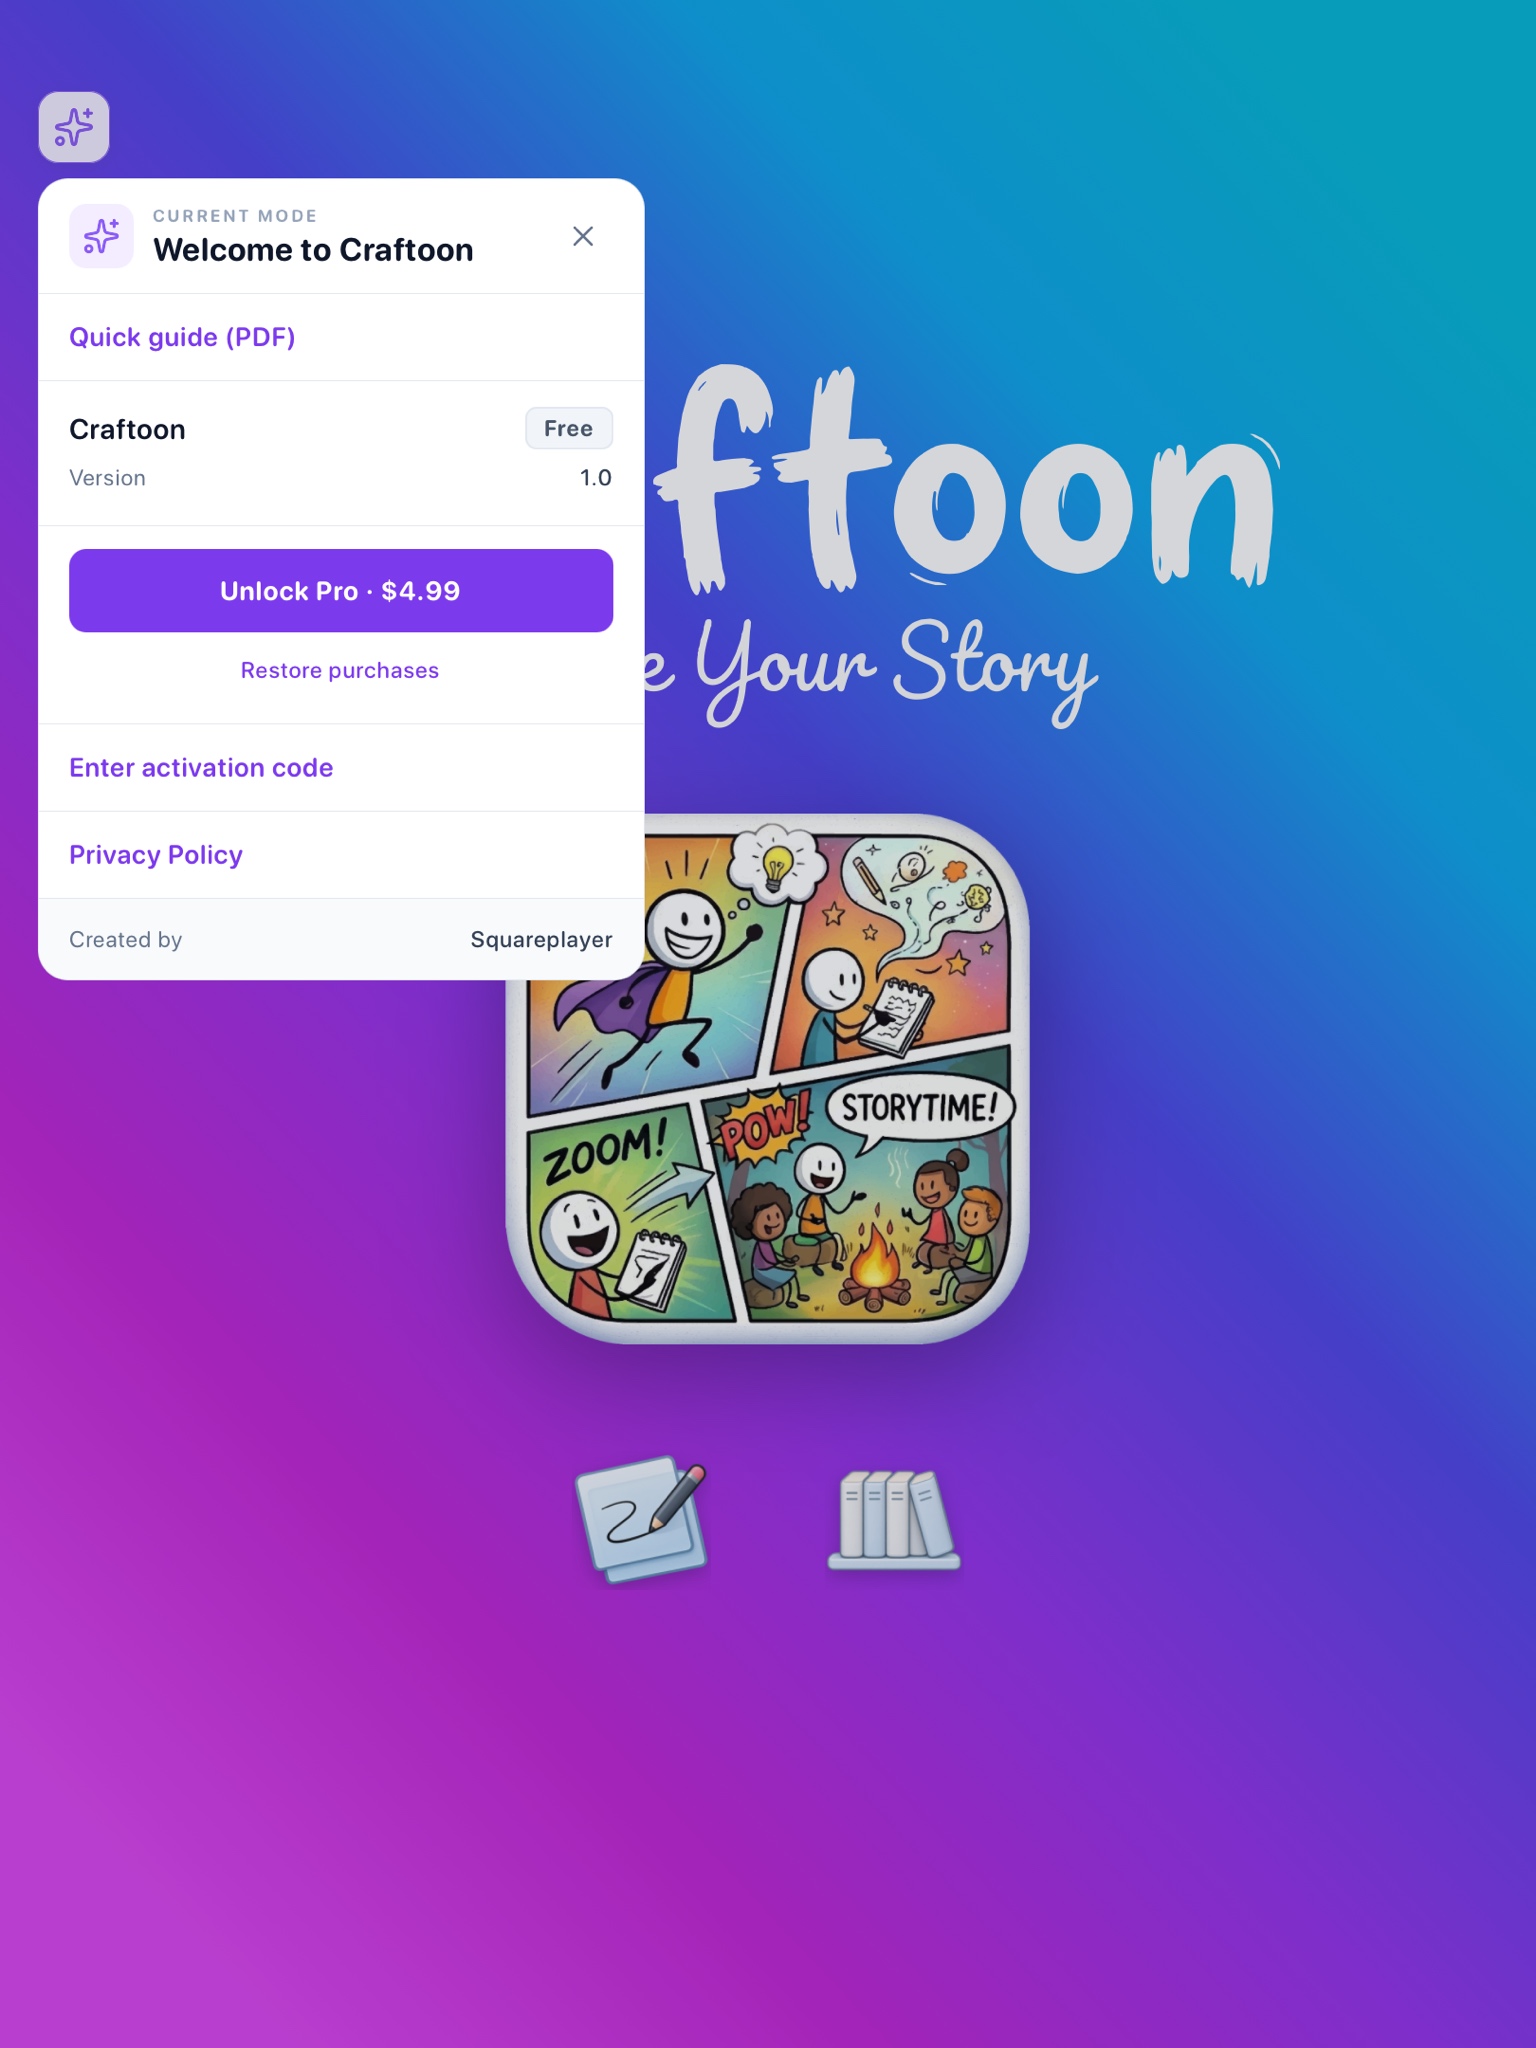 CURRENT MODE
Welcome to Craftoon
Quick guide (PDF)
Craftoon
Free
Version
1.0
Unlock Pro · $4.99
Restore purchases
Enter activation code
Privacy Policy
Created by
Squareplayer
ftoon
e Your Story
STORYTIME!
POW!
ZOOM!